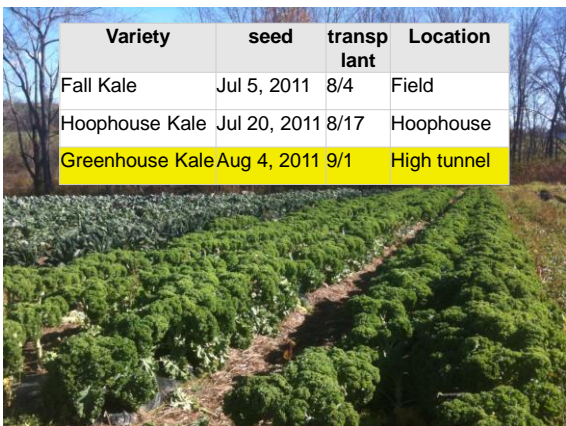 Variety seed transp Location
lant
Fall Kale Jul 5, 2011 8/4 Field
Hoophouse Kale Jul 20, 2011 8/17 Hoophouse
Greenhouse Kale Aug 4, 2011 9/1 High tunnel